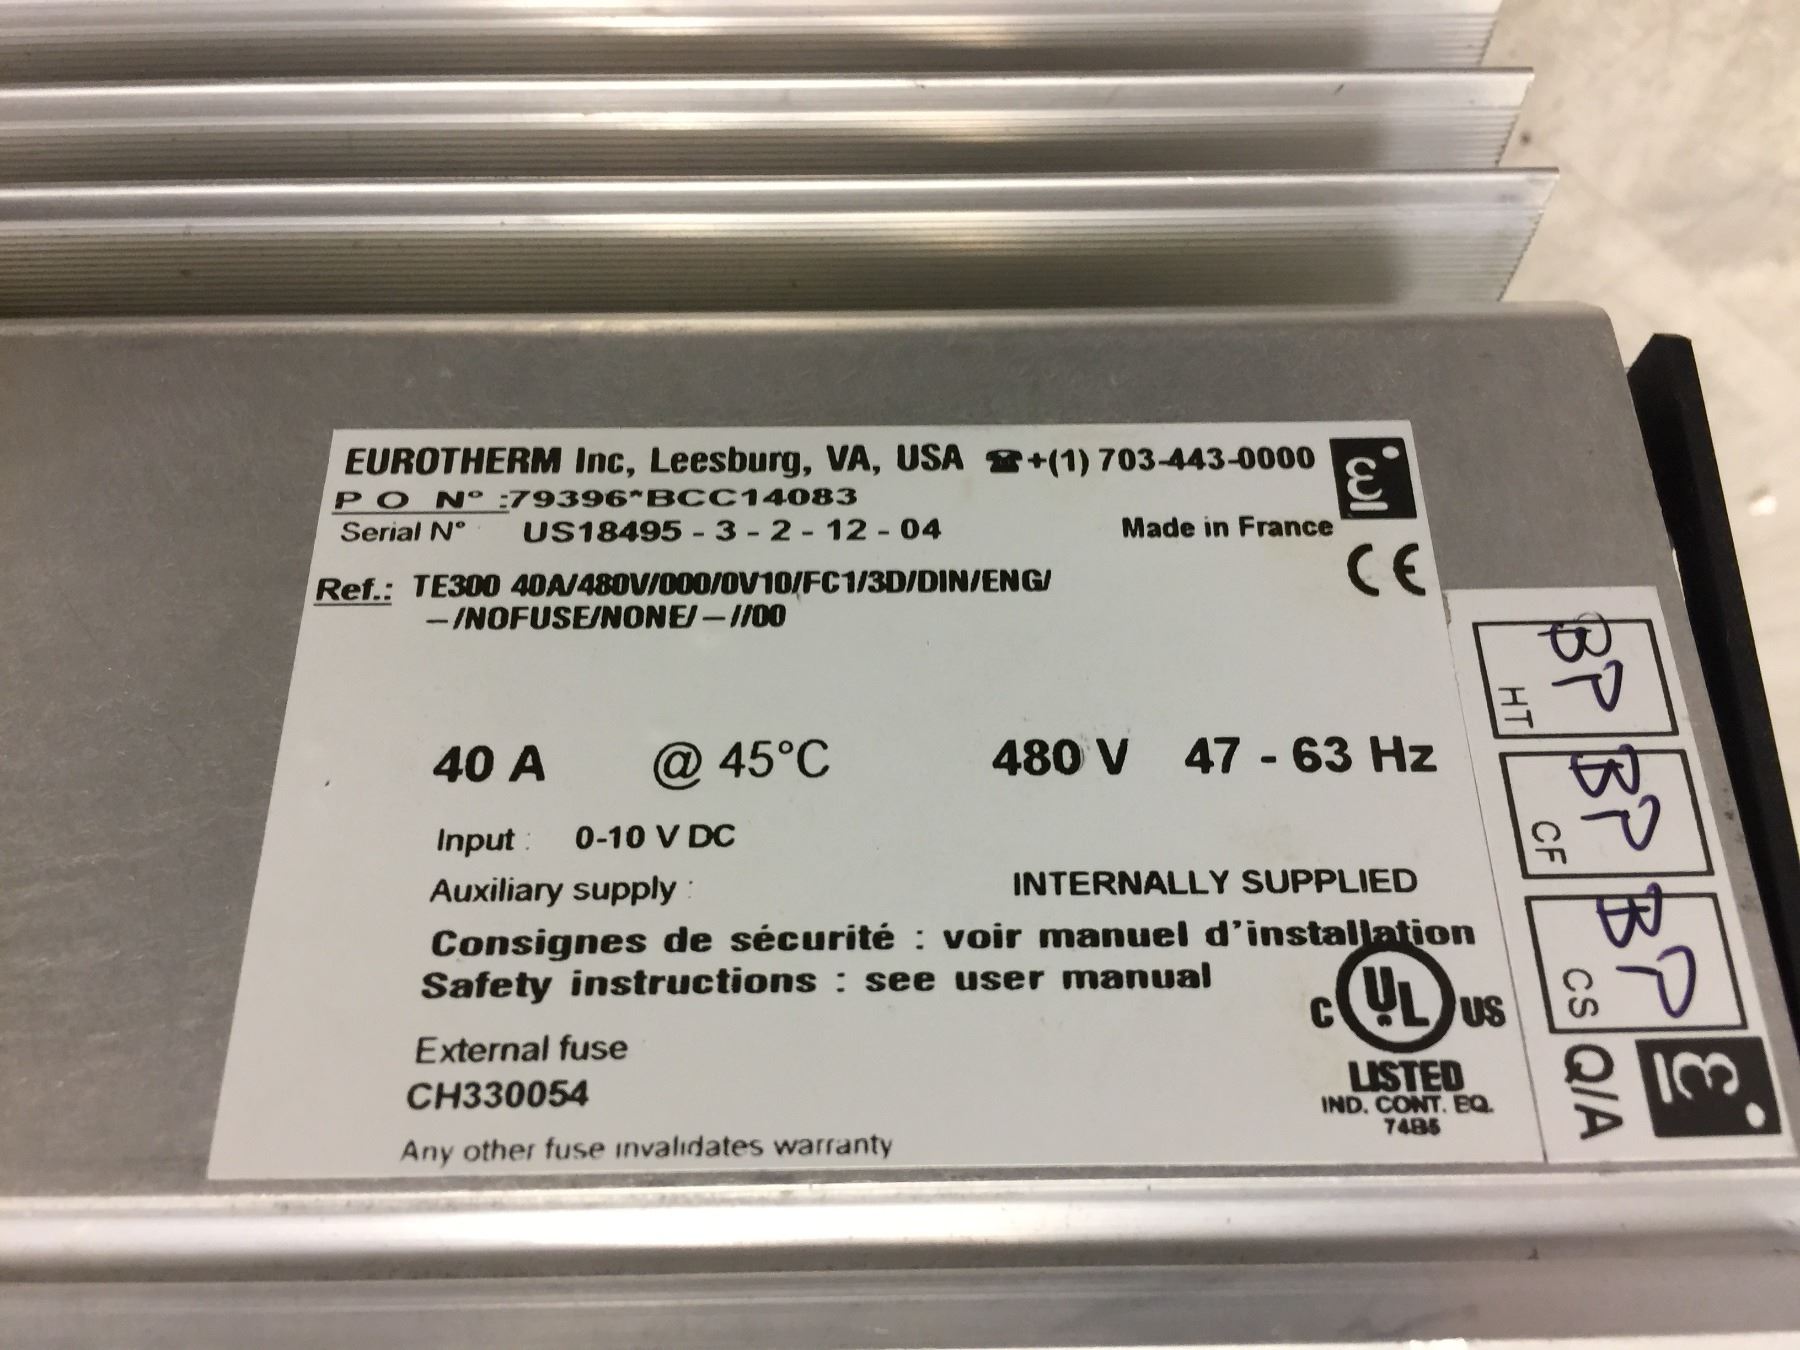 EUROTHERM Inc, Leesburg, VA, USA ☎+(1) 703-443-0000
P O N° :79396*BCC14083
Serial N° US18495 - 3 - 2 - 12 - 04 Made in France
CE
Ref.: TE300 40A/480V/000/0V10/FC1/3D/DIN/ENG/
–/NOFUSE/NONE/ – //00
40 A @ 45°C 480 V 47 - 63 Hz
Input : 0-10 V DC
Auxiliary supply : INTERNALLY SUPPLIED
Consignes de sécurité : voir manuel d'installation
Safety instructions : see user manual
External fuse
CH330054
Any other fuse invalidates warranty
C UL US
LISTED
IND. CONT. EQ.
74B5
BP
HT
BP
CF
BP
CS
Q/A